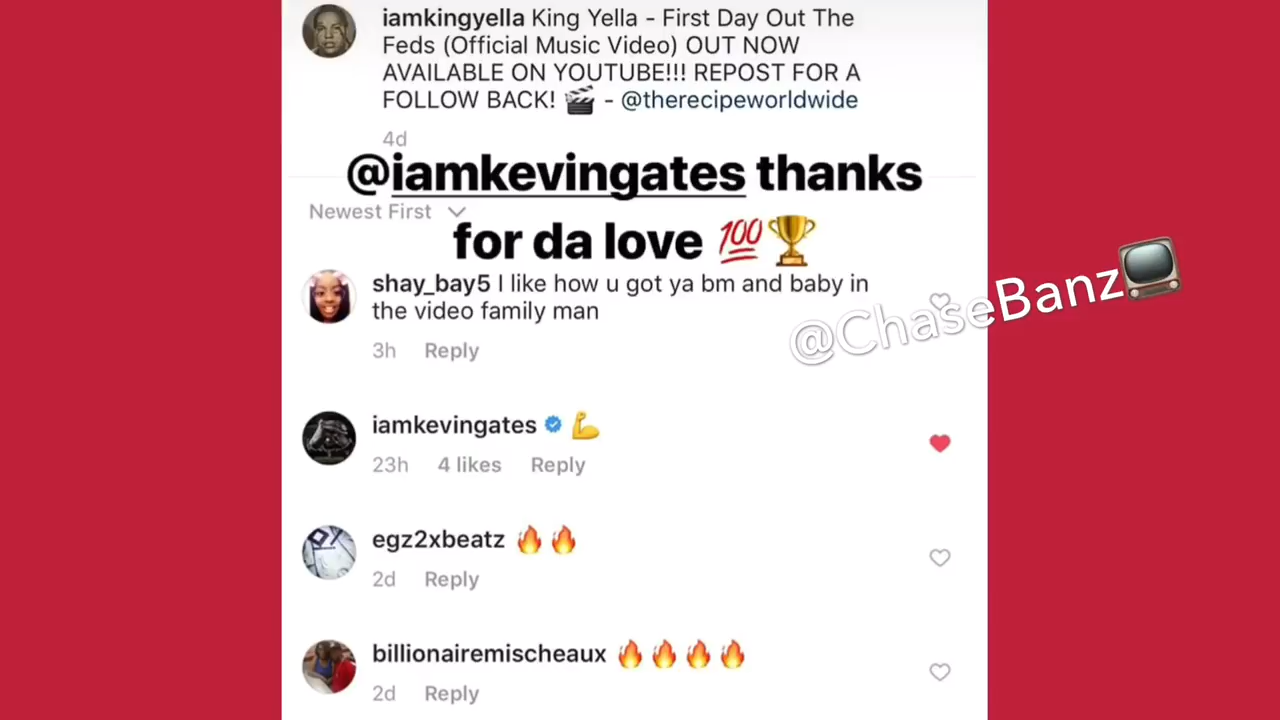 iamkingyella King Yella - First Day Out The
Feds (Official Music Video) OUT NOW
AVAILABLE ON YOUTUBE!!! REPOST FOR A
FOLLOW BACK! 🎬 - @therecipeworldwide
4d
@iamkevingates thanks
for da love 💯🏆
Newest First
shay_bay5 I like how u got ya bm and baby in
the video family man
3h Reply
@ChaseBanz📺
iamkevingates 💪
23h 4 likes Reply
egz2xbeatz 🔥🔥
2d Reply
billionairemischeaux 🔥🔥🔥🔥
2d Reply